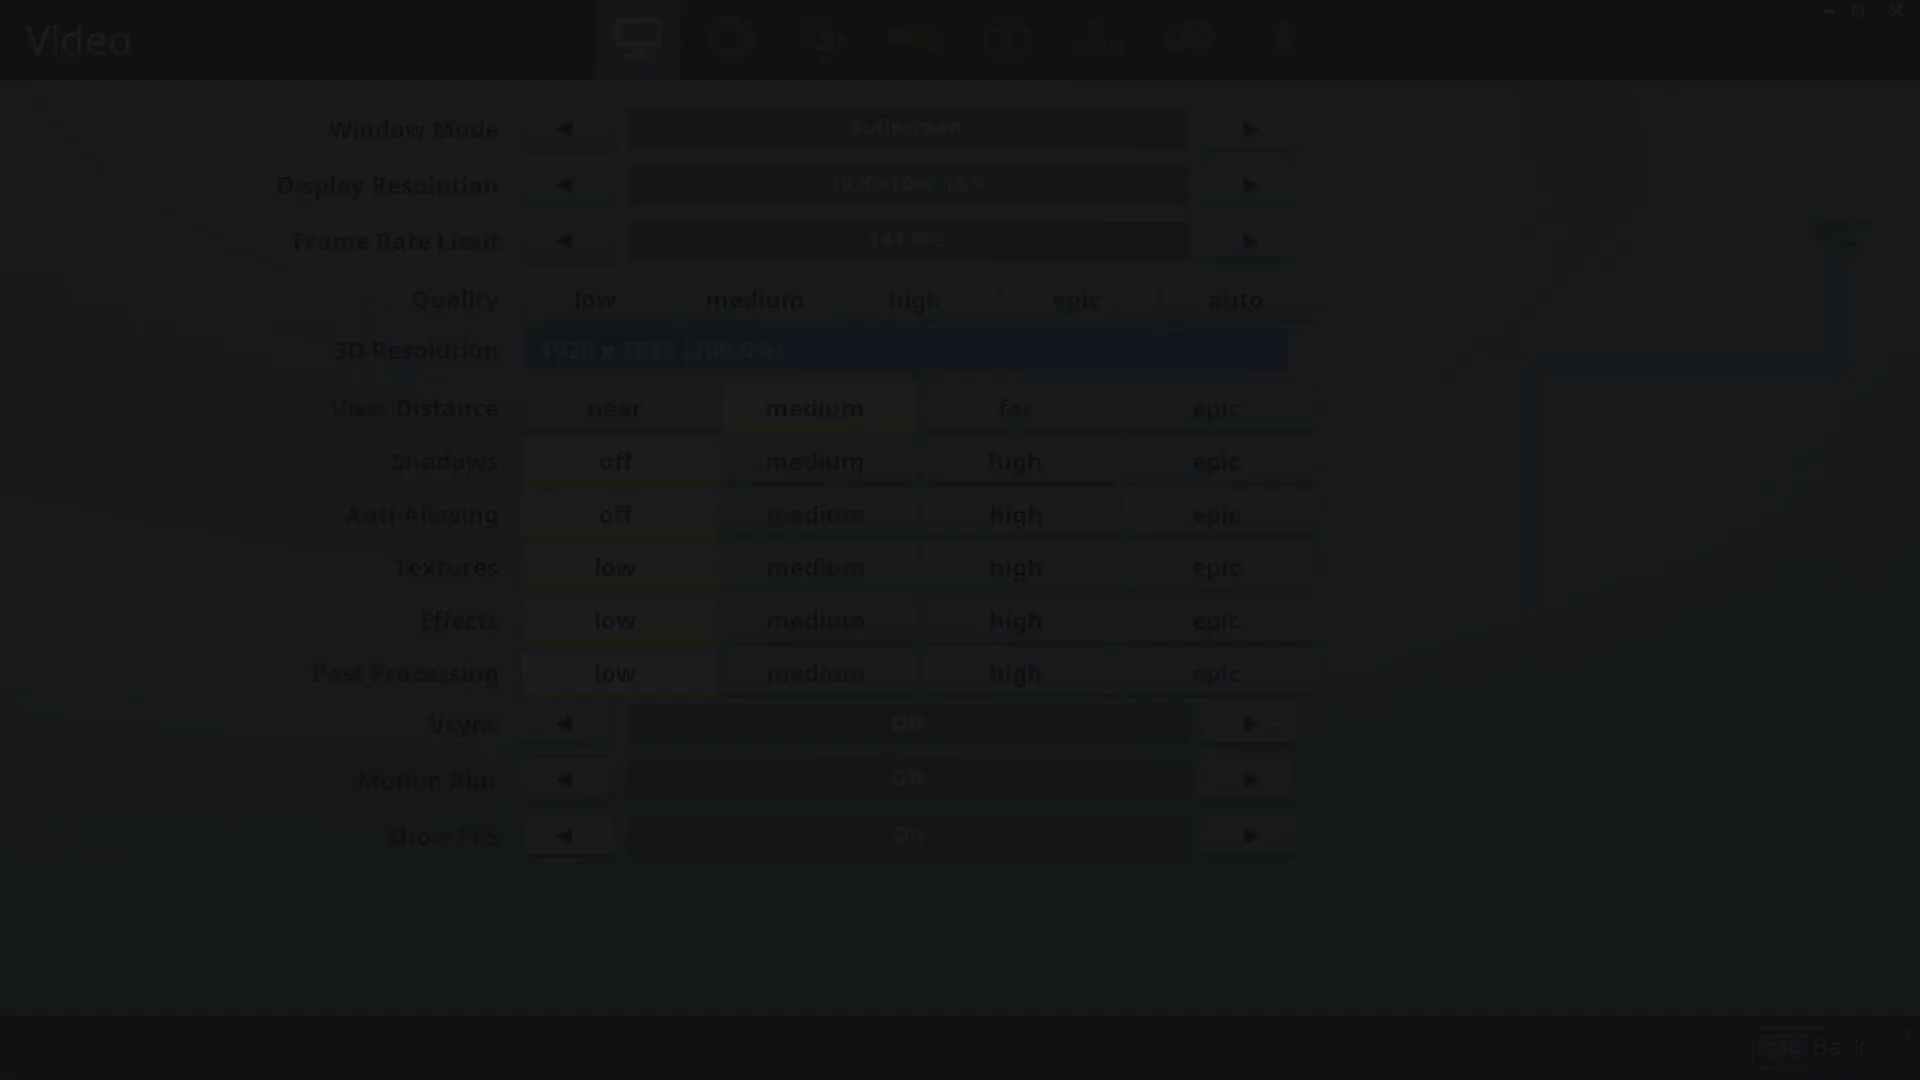 Video
Window Mode
Fullscreen
Display Resolution
Frame Rate Limit
144 FPS
Quality low medium high epic auto
3D Resolution
View Distance near medium far epic
Shadows off medium high epic
Anti-Aliasing off medium high epic
Textures low medium high epic
Effects low medium high epic
Post Processing low medium high epic
Vsync
Motion Blur
Show FPS
On
Back